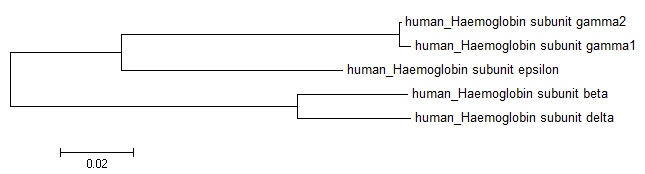 human_Haemoglobin subunit gamma2
human_Haemoglobin subunit gamma1
human_Haemoglobin subunit epsilon
human_Haemoglobin subunit beta
human_Haemoglobin subunit delta
0.02